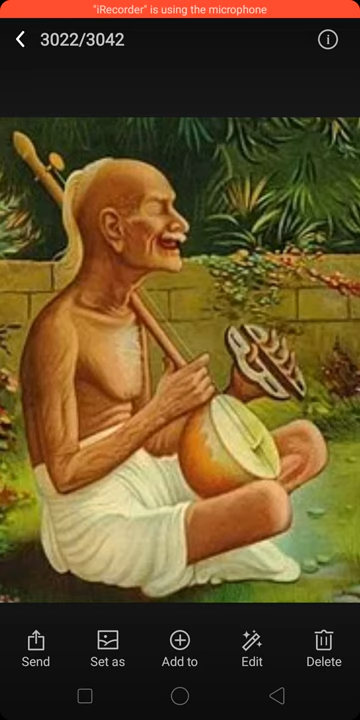 "iRecorder" is using the microphone
3022/3042
Send
Set as
Add to
Edit
Delete